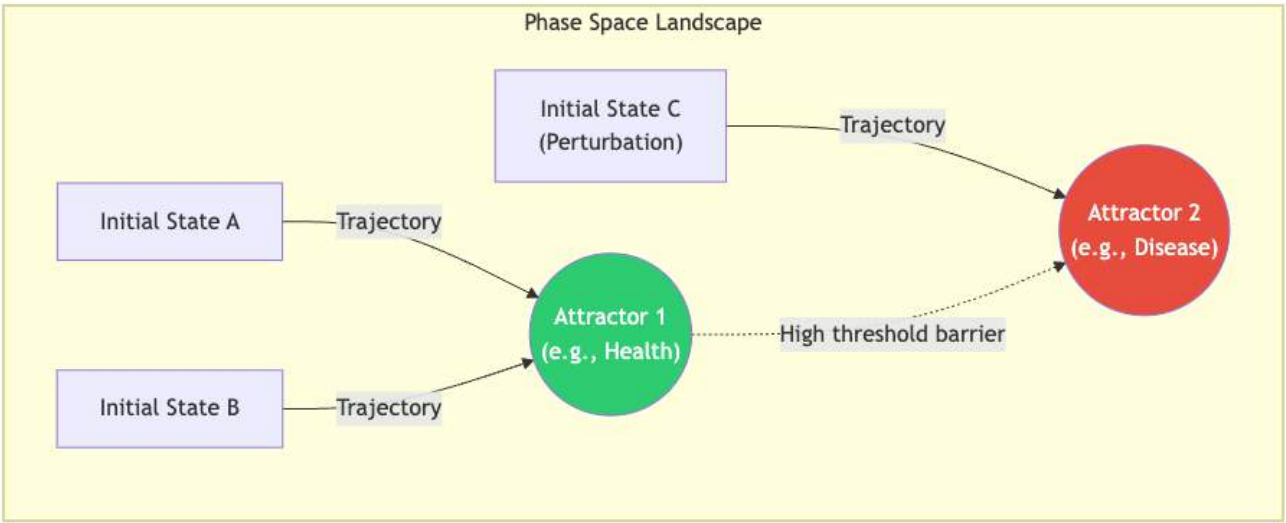 Phase Space Landscape
Initial State C
(Perturbation)
Trajectory
Attractor 2
(e.g., Disease)
Initial State A
Trajectory
Attractor 1
(e.g., Health)
High threshold barrier
Initial State B
Trajectory